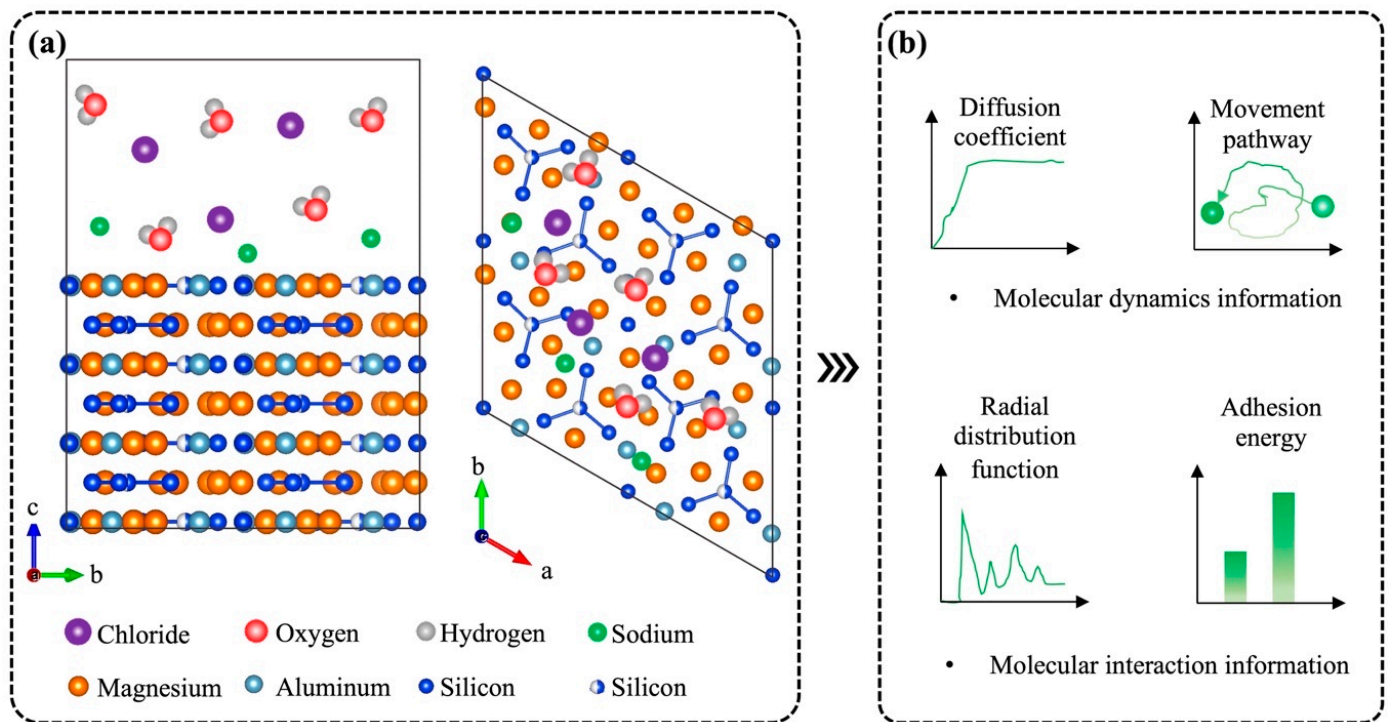 (a)
c
a
b
b
c
a
Chloride
Oxygen
Hydrogen
Sodium
Magnesium
Aluminum
Silicon
Silicon
(b)
Diffusion
coefficient
Movement
pathway
• Molecular dynamics information
Radial
distribution
function
Adhesion
energy
• Molecular interaction information